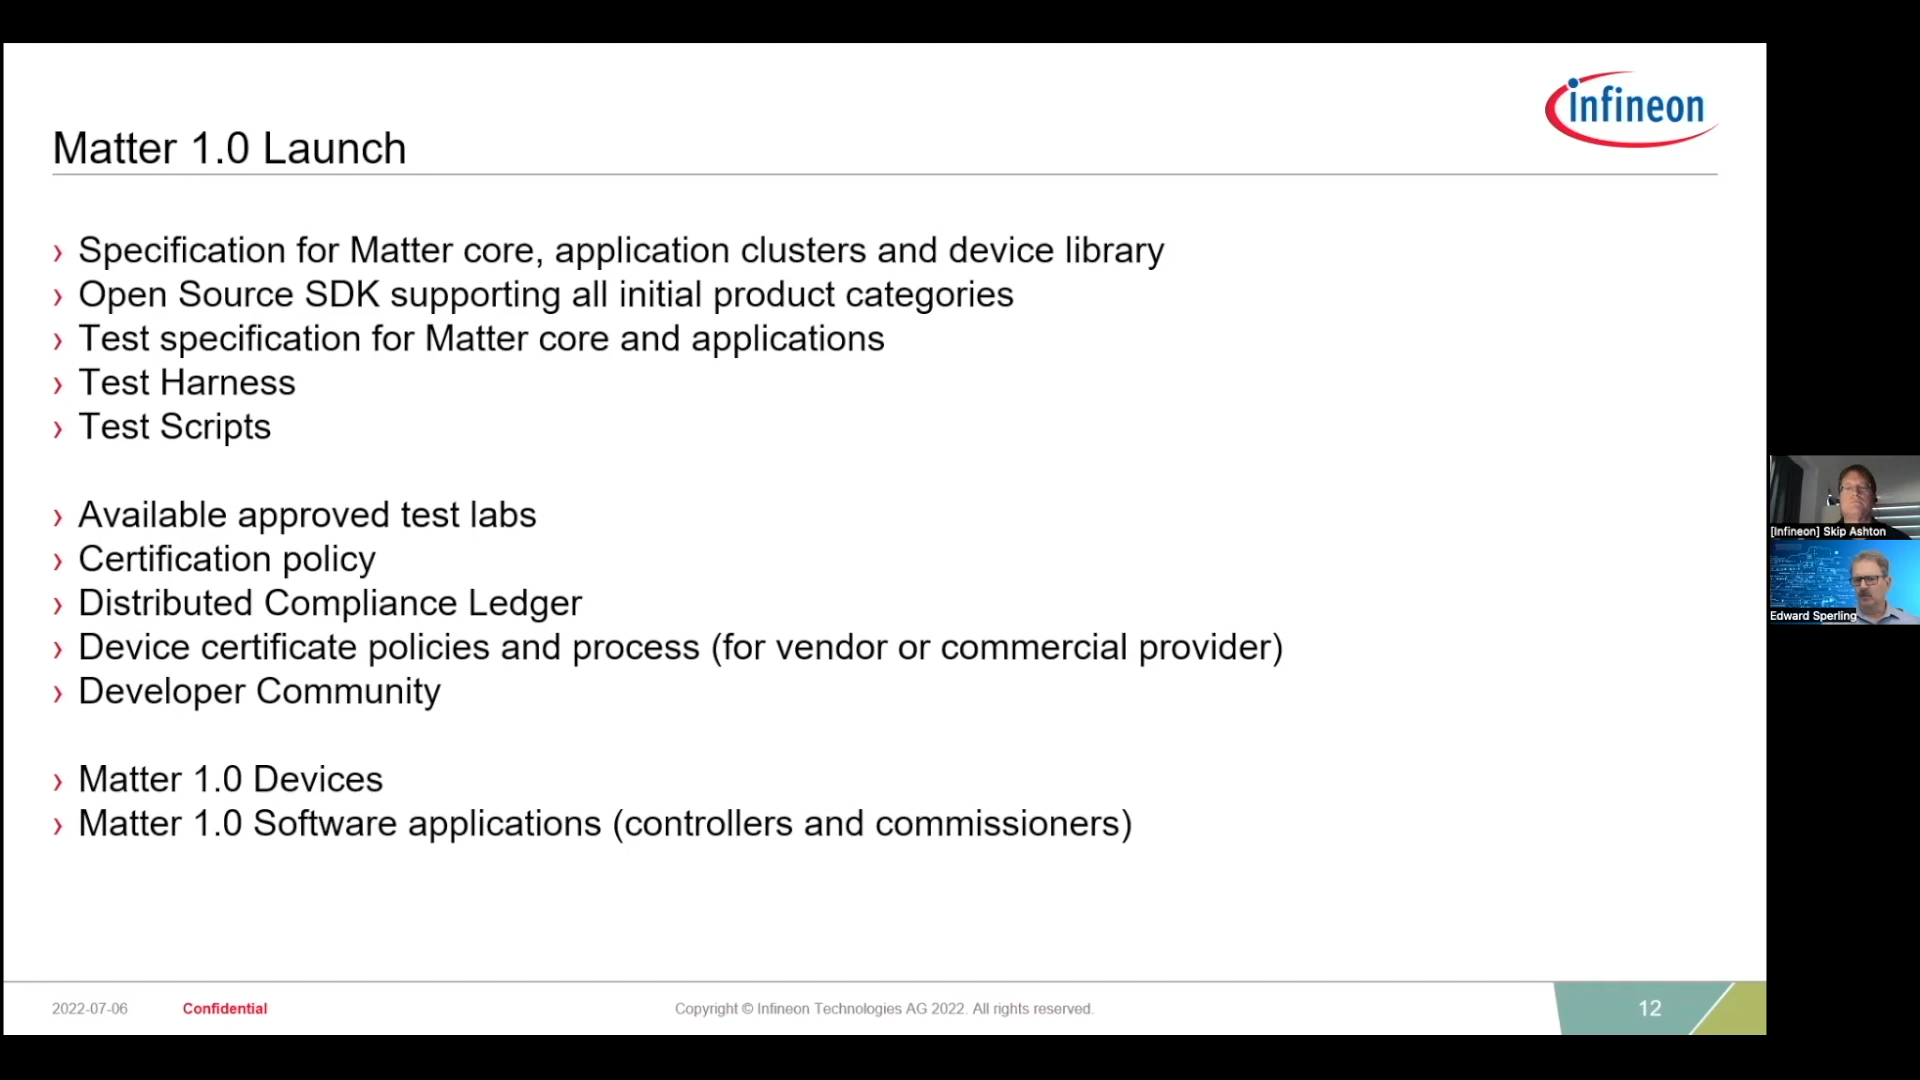 infineon
Matter 1.0 Launch
› Specification for Matter core, application clusters and device library
› Open Source SDK supporting all initial product categories
› Test specification for Matter core and applications
› Test Harness
› Test Scripts
› Available approved test labs
› Certification policy
› Distributed Compliance Ledger
› Device certificate policies and process (for vendor or commercial provider)
› Developer Community
› Matter 1.0 Devices
› Matter 1.0 Software applications (controllers and commissioners)
[Infineon] Skip Ashton
Edward Sperling
2022-07-06 Confidential Copyright © Infineon Technologies AG 2022. All rights reserved. 12